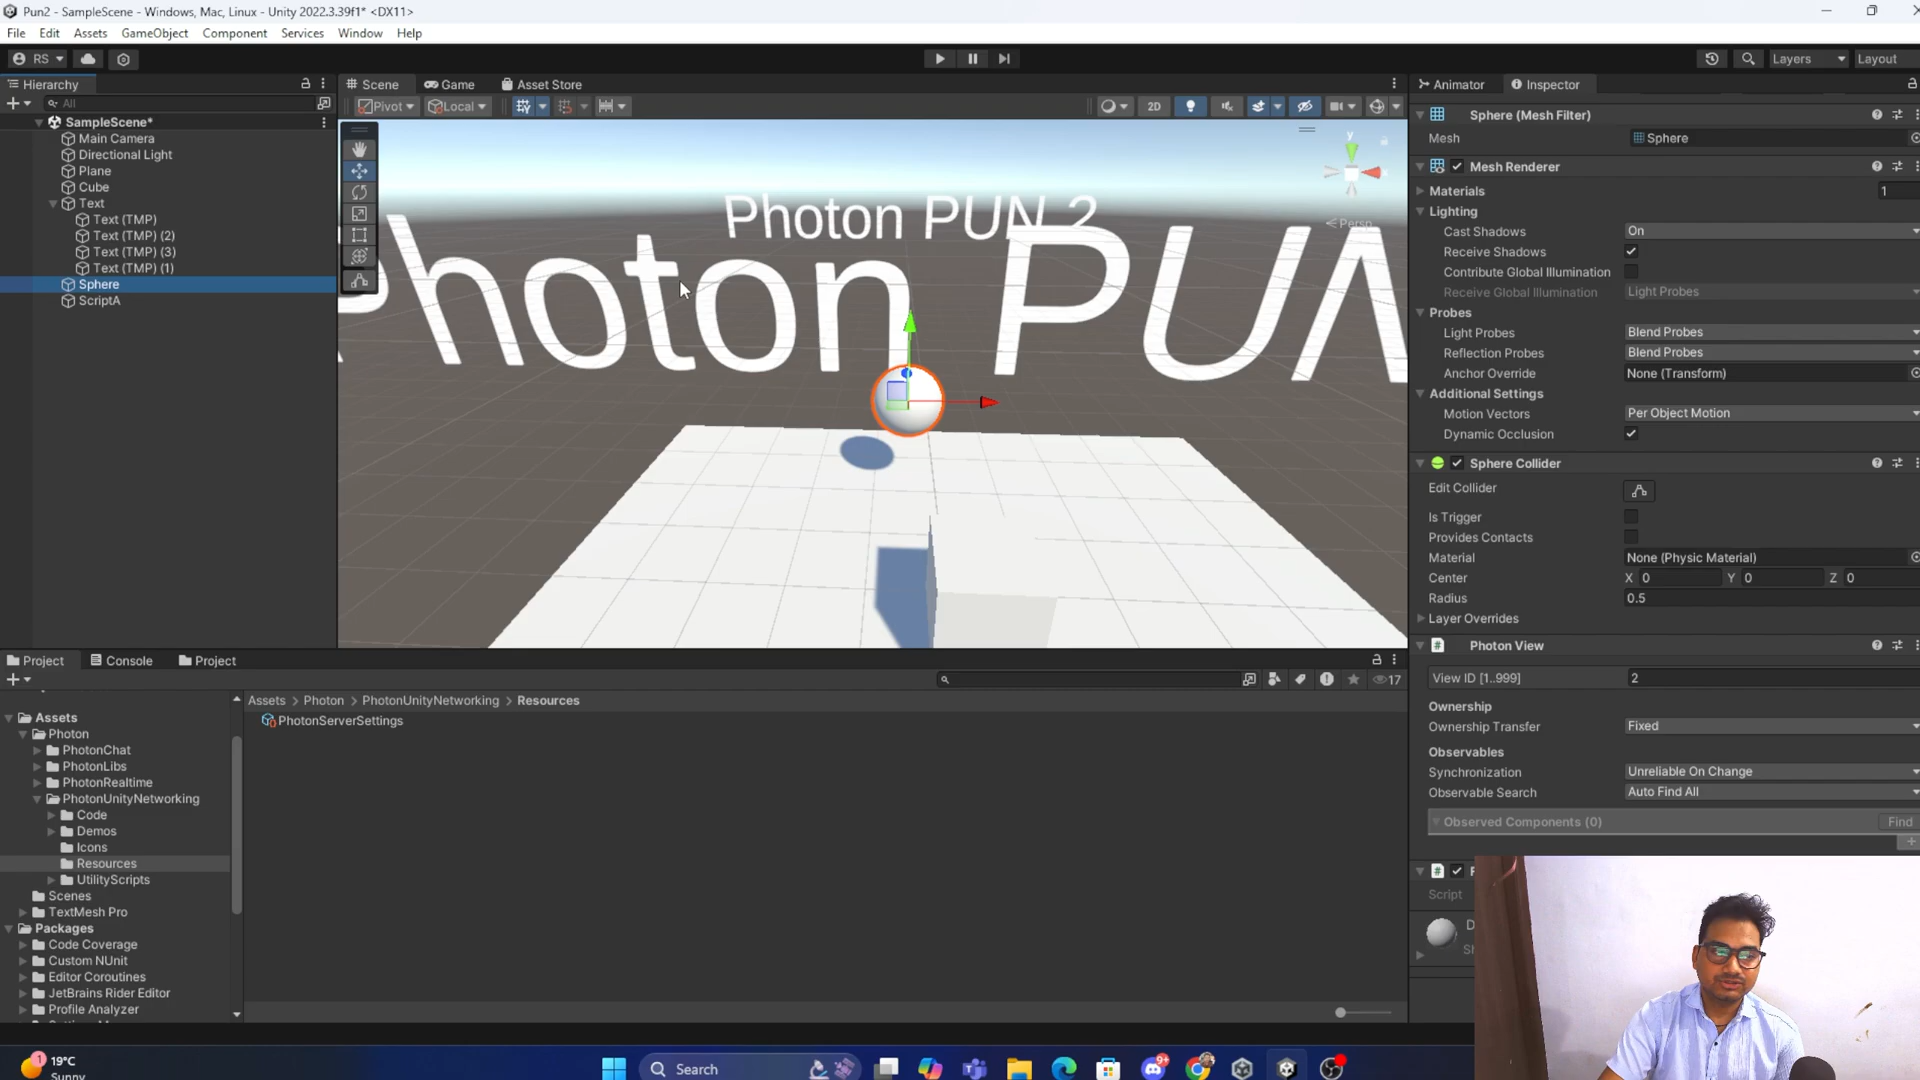 Pun2 - SampleScene - Windows, Mac, Linux - Unity 2022.3.39f1* <DX11>
File Edit Assets GameObject Component Services Window Help
RS
Layers
Layout
Hierarchy
Scene
Game
Asset Store
Animator
Inspector
All
Pivot
Local
2D
SampleScene*
Main Camera
Directional Light
Plane
Cube
Text
Text (TMP)
Text (TMP) (2)
Text (TMP) (3)
Text (TMP) (1)
Sphere
ScriptA
y
Persp
Photon PUN 2
Photon PUN
Sphere (Mesh Filter)
Mesh Sphere
Mesh Renderer
Materials 1
Lighting
Cast Shadows On
Receive Shadows
Contribute Global Illumination
Receive Global Illumination Light Probes
Probes
Light Probes Blend Probes
Reflection Probes Blend Probes
Anchor Override None (Transform)
Additional Settings
Motion Vectors Per Object Motion
Dynamic Occlusion
Sphere Collider
Edit Collider
Is Trigger
Provides Contacts
Material None (Physic Material)
Center X 0 Y 0 Z 0
Radius 0.5
Layer Overrides
Photon View
View ID [1..999] 2
Ownership
Ownership Transfer Fixed
Observables
Synchronization Unreliable On Change
Observable Search Auto Find All
Observed Components (0) Find
Script
Project
Console
Project
17
Assets > Photon > PhotonUnityNetworking > Resources
PhotonServerSettings
Assets
Photon
PhotonChat
PhotonLibs
PhotonRealtime
PhotonUnityNetworking
Code
Demos
Icons
Resources
UtilityScripts
Scenes
TextMesh Pro
Packages
Code Coverage
Custom NUnit
Editor Coroutines
JetBrains Rider Editor
Profile Analyzer
1
19°C
Sunny
Search
9+